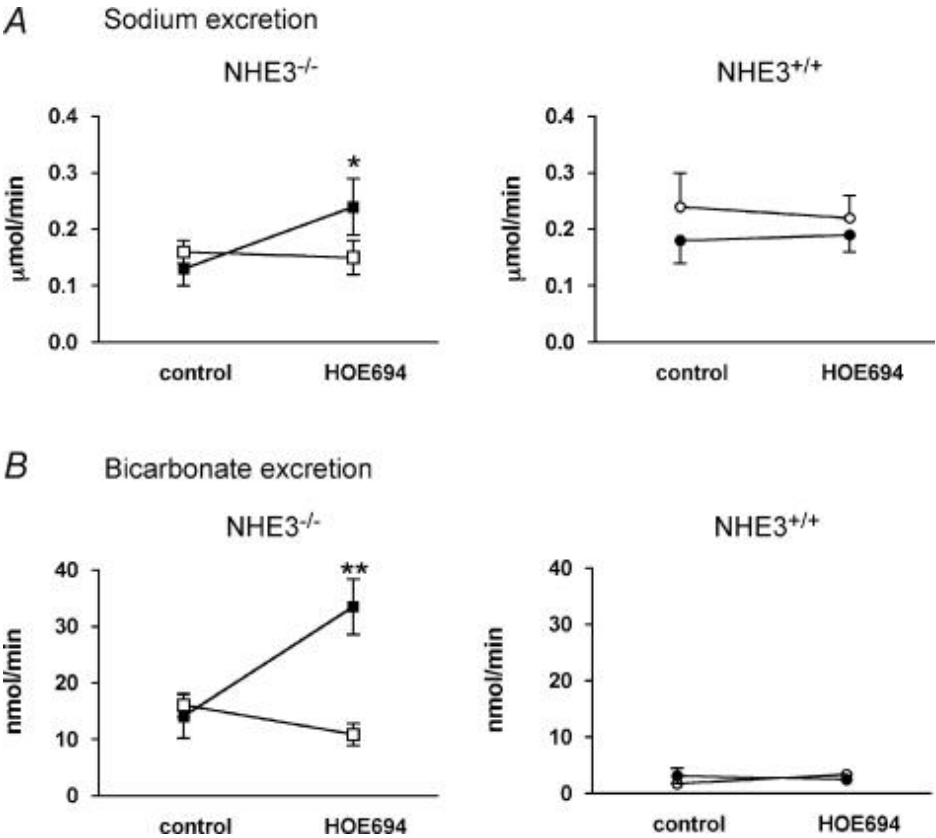 A Sodium excretion
NHE3-/- NHE3+/+
0.4
0.3
0.2
0.1
0.0
μmol/min
*
control HOE694
0.4
0.3
0.2
0.1
0.0
μmol/min
control HOE694
B Bicarbonate excretion
NHE3-/- NHE3+/+
40
30
20
10
0
nmol/min
**
control HOE694
40
30
20
10
0
nmol/min
control HOE694